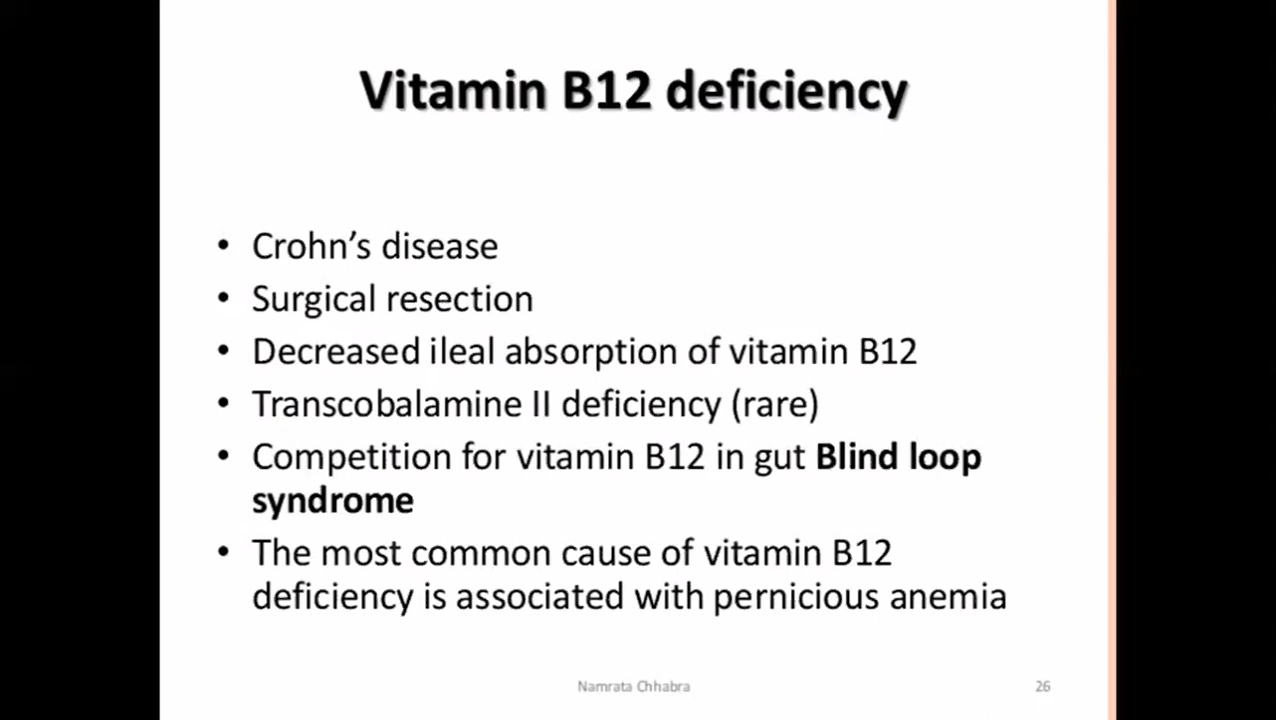 Vitamin B12 deficiency
• Crohn’s disease
• Surgical resection
• Decreased ileal absorption of vitamin B12
• Transcobalamine II deficiency (rare)
• Competition for vitamin B12 in gut Blind loop
syndrome
• The most common cause of vitamin B12
deficiency is associated with pernicious anemia
Namrata Chhabra
26